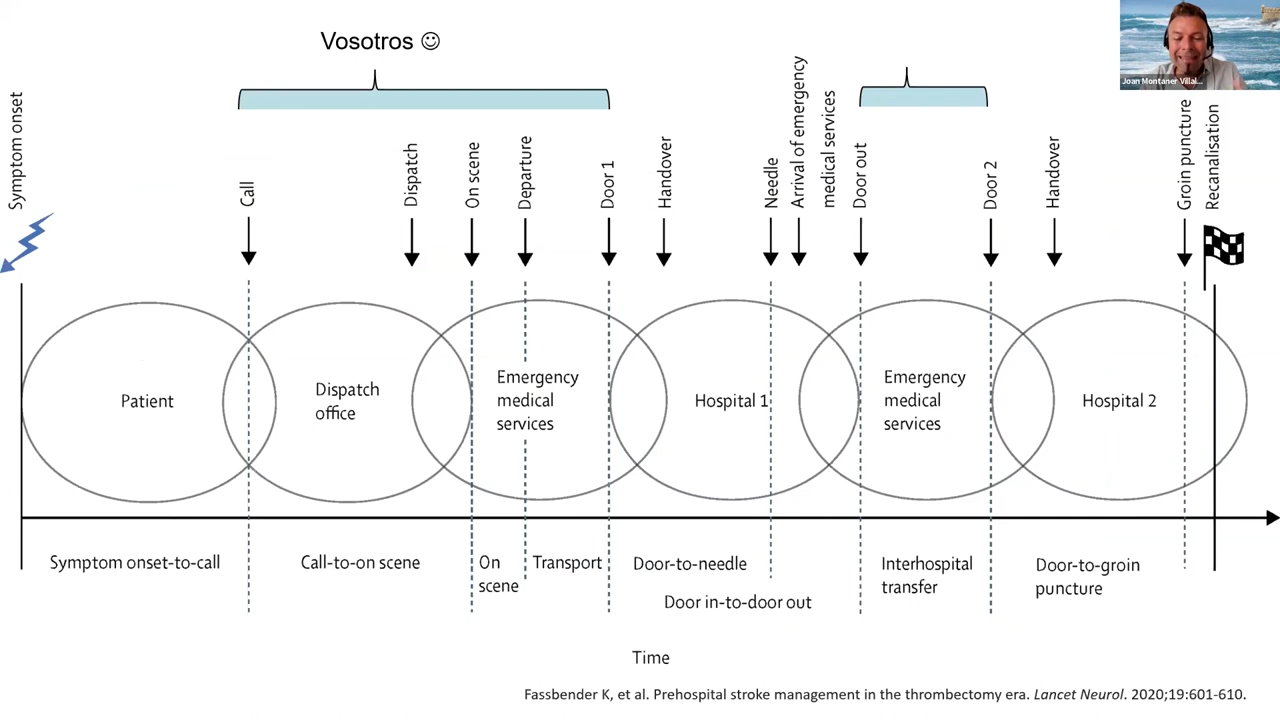 Vosotros ☺
Joan Montaner Villal...
Symptom onset
Call
Dispatch
On scene
Departure
Door 1
Handover
Needle
Arrival of emergency
medical services
Door out
Door 2
Handover
Groin puncture
Recanalisation
Patient
Dispatch
office
Emergency
medical
services
Hospital 1
Emergency
medical
services
Hospital 2
Symptom onset-to-call
Call-to-on scene
On
scene
Transport
Door-to-needle
Door in-to-door out
Interhospital
transfer
Door-to-groin
puncture
Time
Fassbender K, et al. Prehospital stroke management in the thrombectomy era. Lancet Neurol. 2020;19:601-610.